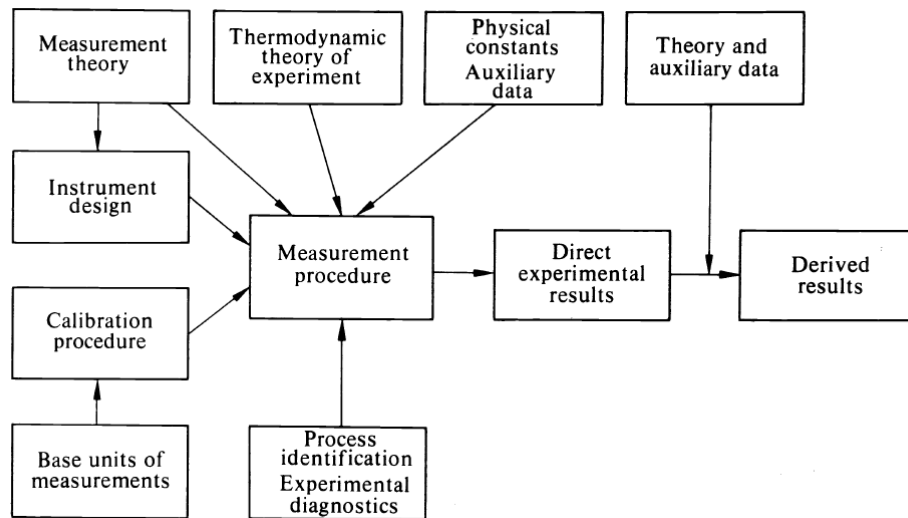 Measurement
theory
Thermodynamic
theory of
experiment
Physical
constants
Auxiliary
data
Theory and
auxiliary data
Instrument
design
Measurement
procedure
Direct
experimental
results
Derived
results
Calibration
procedure
Base units of
measurements
Process
identification
Experimental
diagnostics